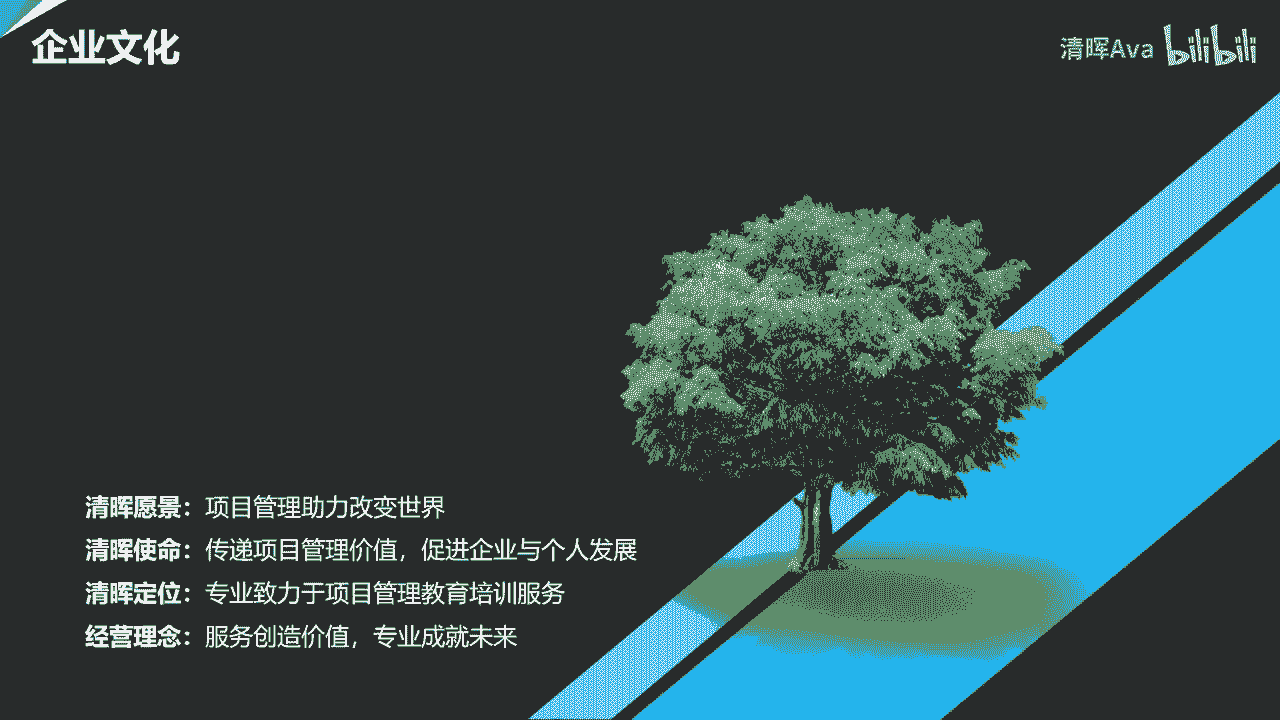 企业文化
清晖Ava bilibili
清晖愿景：项目管理助力改变世界
清晖使命：传递项目管理价值，促进企业与个人发展
清晖定位：专业致力于项目管理教育培训服务
经营理念：服务创造价值，专业成就未来